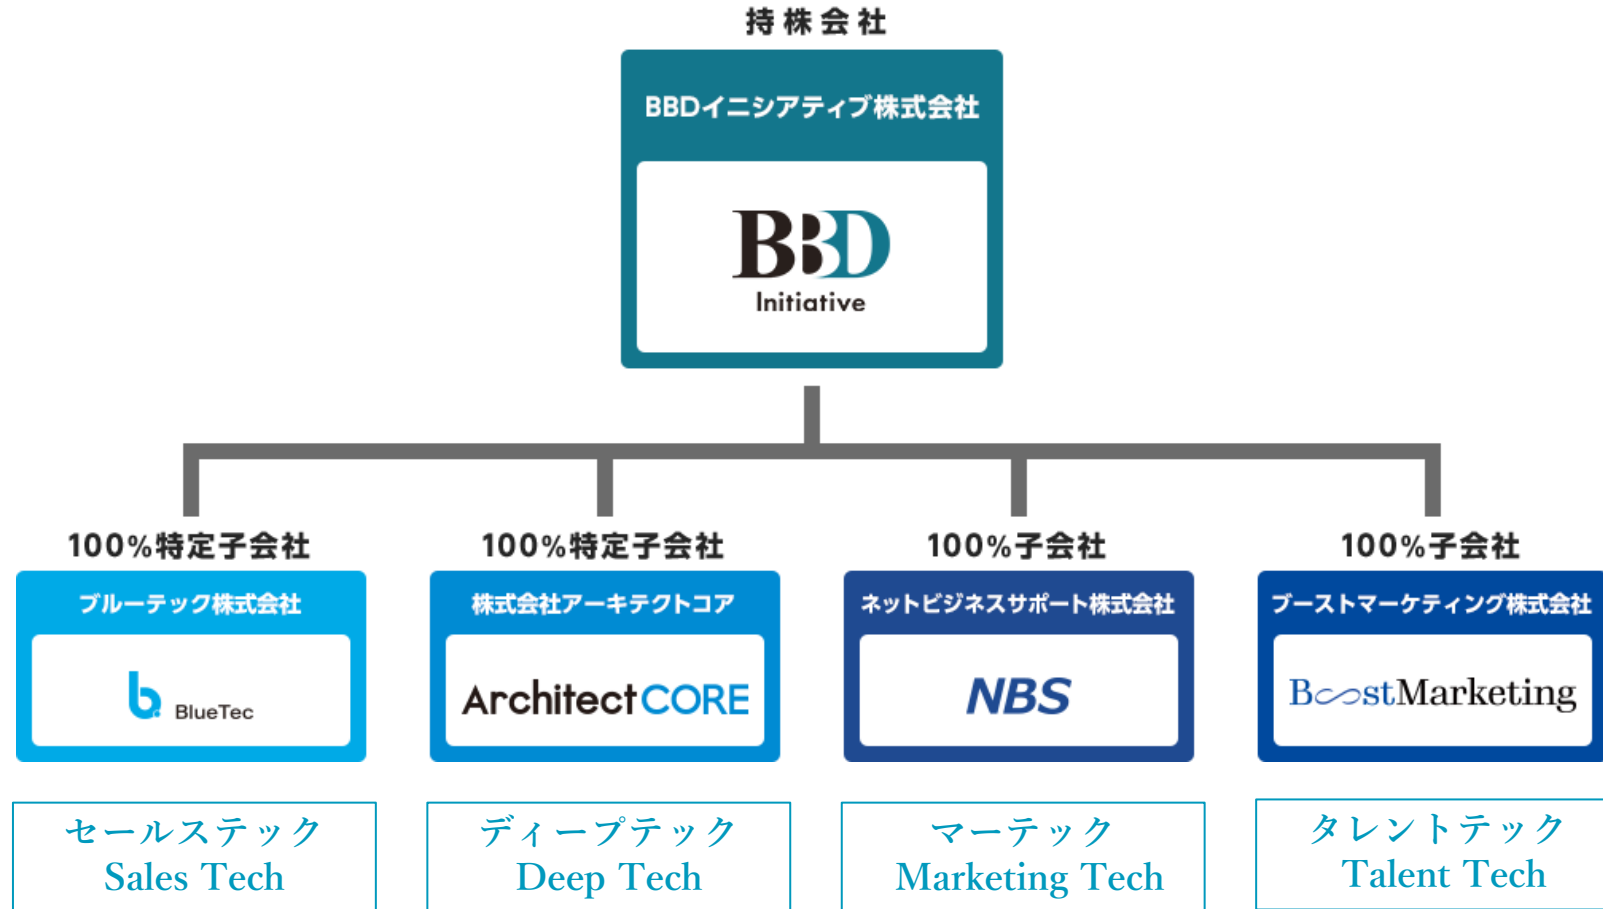 持株会社
BBDイニシアティブ株式会社
BBD
Initiative
100%特定子会社
ブルーテック株式会社
b.
BlueTec
セールステック
Sales Tech
100%特定子会社
株式会社アーキテクトコア
ArchitectCORE
ディープテック
Deep Tech
100%子会社
ネットビジネスサポート株式会社
NBS
マーテック
Marketing Tech
100%子会社
ブーストマーケティング株式会社
BoostMarketing
タレントテック
Talent Tech